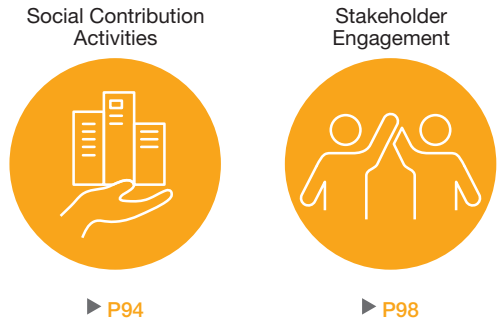 Social Contribution
Activities
Stakeholder
Engagement
▶ P94
▶ P98